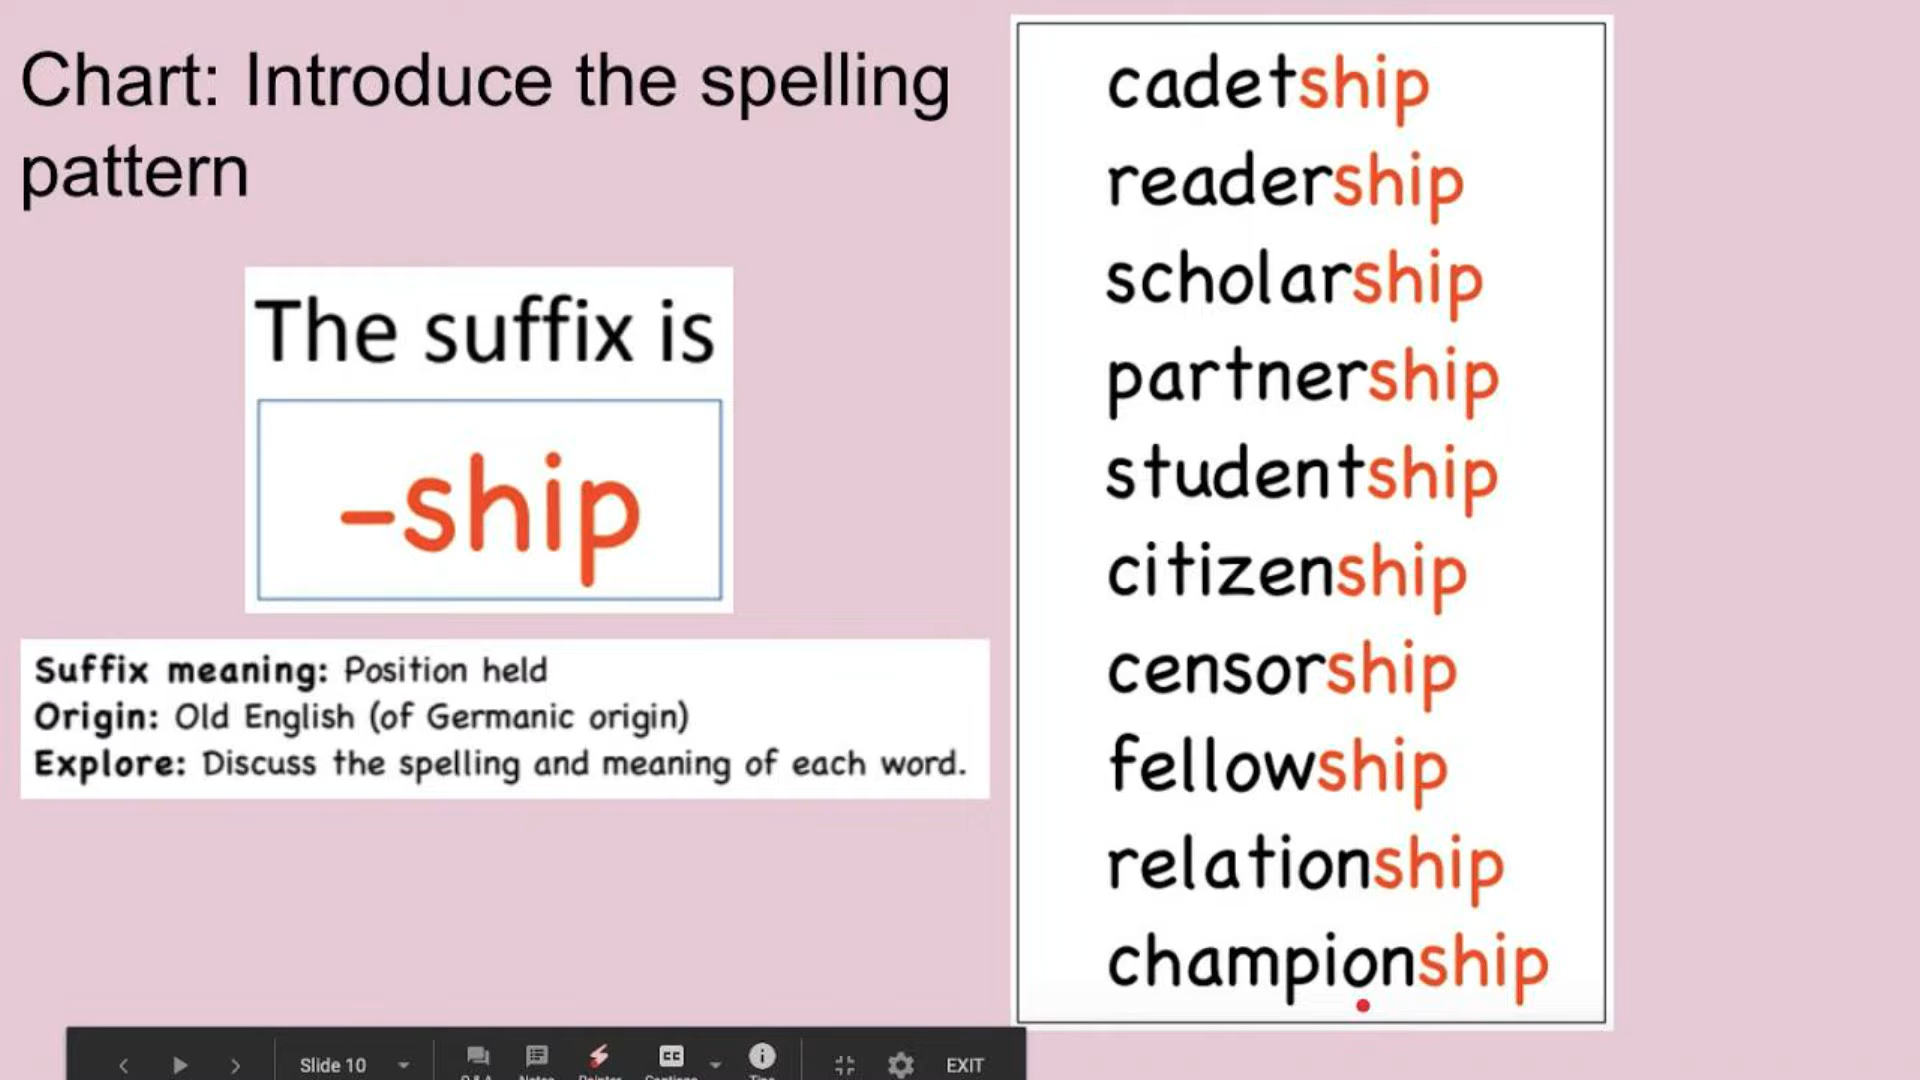 Chart: Introduce the spelling
pattern
The suffix is
-ship
Suffix meaning: Position held
Origin: Old English (of Germanic origin)
Explore: Discuss the spelling and meaning of each word.
cadetship
readership
scholarship
partnership
studentship
citizenship
censorship
fellowship
relationship
championship
Slide 10
CC
EXIT